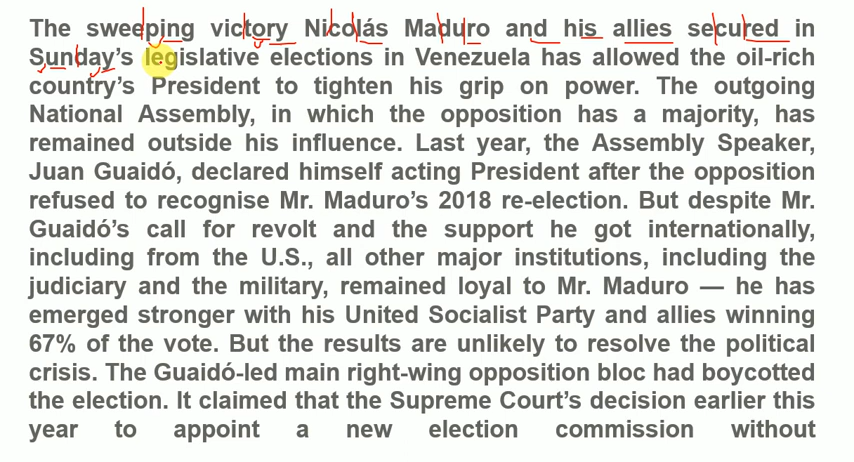 The sweeping victory Nicolás Maduro and his allies secured in
Sunday’s legislative elections in Venezuela has allowed the oil-rich
country’s President to tighten his grip on power. The outgoing
National Assembly, in which the opposition has a majority, has
remained outside his influence. Last year, the Assembly Speaker,
Juan Guaidó, declared himself acting President after the opposition
refused to recognise Mr. Maduro’s 2018 re-election. But despite Mr.
Guaidó’s call for revolt and the support he got internationally,
including from the U.S., all other major institutions, including the
judiciary and the military, remained loyal to Mr. Maduro — he has
emerged stronger with his United Socialist Party and allies winning
67% of the vote. But the results are unlikely to resolve the political
crisis. The Guaidó-led main right-wing opposition bloc had boycotted
the election. It claimed that the Supreme Court’s decision earlier this
year to appoint a new election commission without